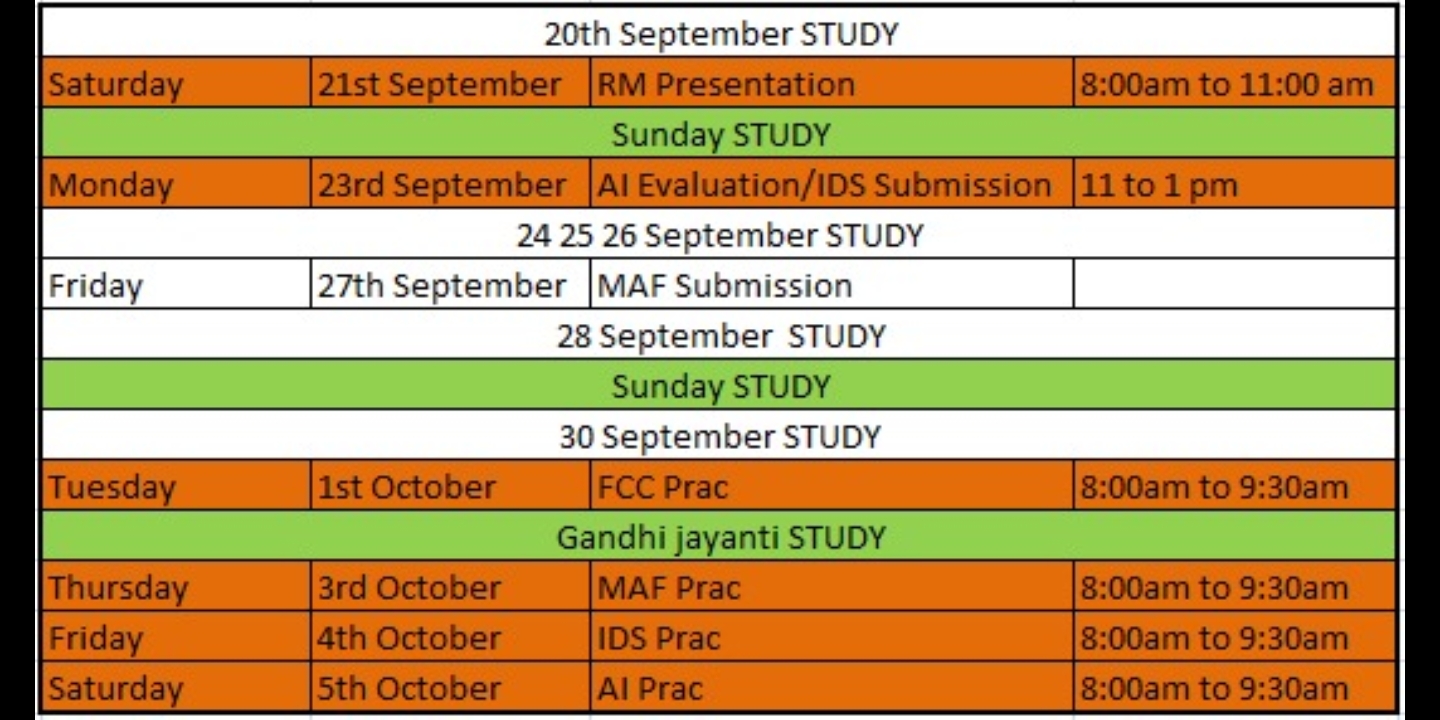 20th September STUDY
Saturday 21st September RM Presentation 8:00am to 11:00 am
Sunday STUDY
Monday 23rd September AI Evaluation/IDS Submission 11 to 1 pm
24 25 26 September STUDY
Friday 27th September MAF Submission
28 September  STUDY
Sunday STUDY
30 September STUDY
Tuesday 1st October FCC Prac 8:00am to 9:30am
Gandhi jayanti STUDY
Thursday 3rd October MAF Prac 8:00am to 9:30am
Friday 4th October IDS Prac 8:00am to 9:30am
Saturday 5th October AI Prac 8:00am to 9:30am